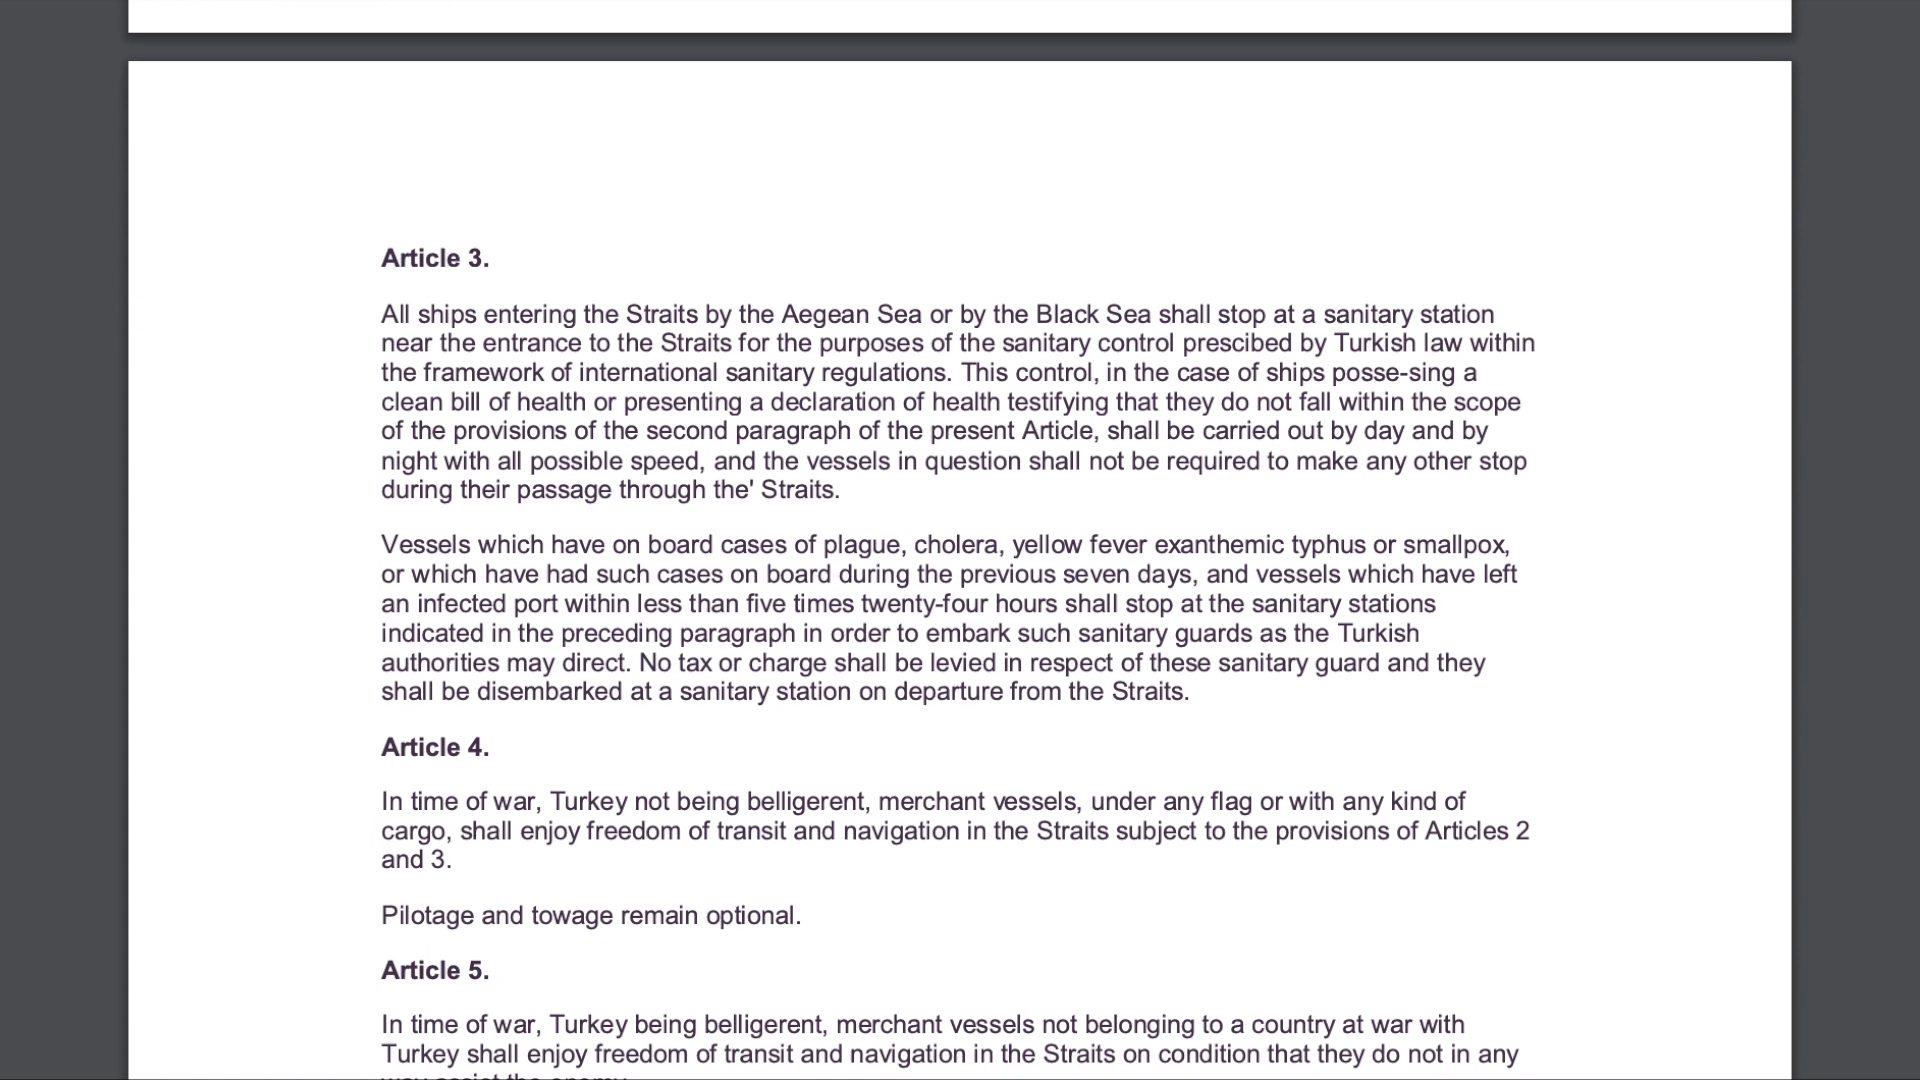 Article 3.
All ships entering the Straits by the Aegean Sea or by the Black Sea shall stop at a sanitary station
near the entrance to the Straits for the purposes of the sanitary control prescibed by Turkish law within
the framework of international sanitary regulations. This control, in the case of ships posse-sing a
clean bill of health or presenting a declaration of health testifying that they do not fall within the scope
of the provisions of the second paragraph of the present Article, shall be carried out by day and by
night with all possible speed, and the vessels in question shall not be required to make any other stop
during their passage through the' Straits.
Vessels which have on board cases of plague, cholera, yellow fever exanthemic typhus or smallpox,
or which have had such cases on board during the previous seven days, and vessels which have left
an infected port within less than five times twenty-four hours shall stop at the sanitary stations
indicated in the preceding paragraph in order to embark such sanitary guards as the Turkish
authorities may direct. No tax or charge shall be levied in respect of these sanitary guard and they
shall be disembarked at a sanitary station on departure from the Straits.
Article 4.
In time of war, Turkey not being belligerent, merchant vessels, under any flag or with any kind of
cargo, shall enjoy freedom of transit and navigation in the Straits subject to the provisions of Articles 2
and 3.
Pilotage and towage remain optional.
Article 5.
In time of war, Turkey being belligerent, merchant vessels not belonging to a country at war with
Turkey shall enjoy freedom of transit and navigation in the Straits on condition that they do not in any
way assist the enemy